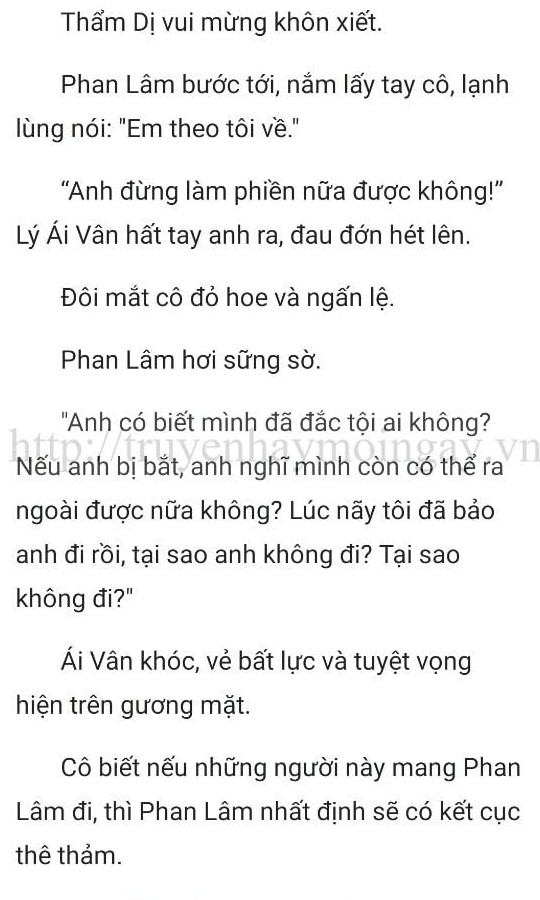 Thẩm Dị vui mừng khôn xiết.
Phan Lâm bước tới, nắm lấy tay cô, lạnh
lùng nói: "Em theo tôi về."
“Anh đừng làm phiền nữa được không!”
Lý Ái Vân hất tay anh ra, đau đớn hét lên.
Đôi mắt cô đỏ hoe và ngấn lệ.
Phan Lâm hơi sững sờ.
"Anh có biết mình đã đắc tội ai không?
http://truyenhaymoingay.vn
Nếu anh bị bắt, anh nghĩ mình còn có thể ra
ngoài được nữa không? Lúc nãy tôi đã bảo
anh đi rồi, tại sao anh không đi? Tại sao
không đi?"
Ái Vân khóc, vẻ bất lực và tuyệt vọng
hiện trên gương mặt.
Cô biết nếu những người này mang Phan
Lâm đi, thì Phan Lâm nhất định sẽ có kết cục
thê thảm.